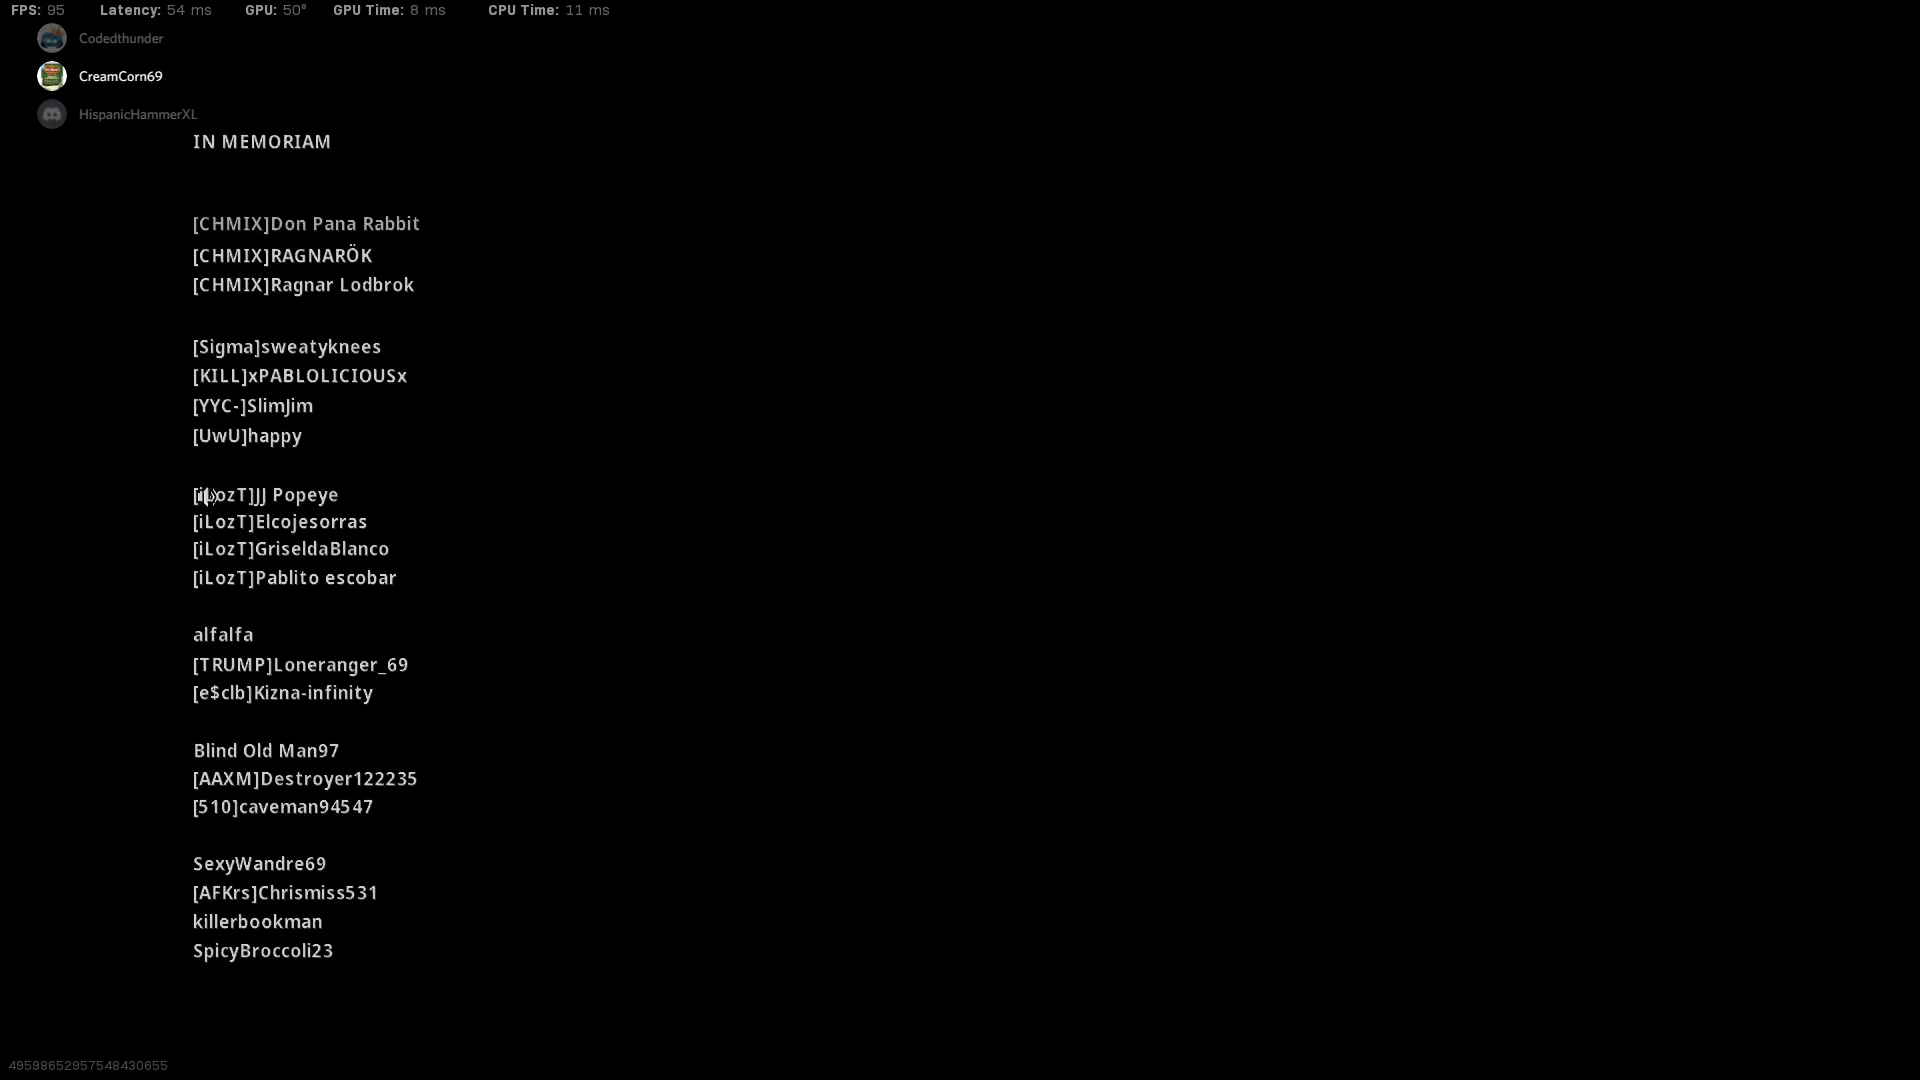 FPS: 95 Latency: 54 ms GPU: 50° GPU Time: 8 ms CPU Time: 11 ms
Codedthunder
CreamCorn69
HispanicHammerXL
IN MEMORIAM
[CHMIX]Don Pana Rabbit
[CHMIX]RAGNARÖK
[CHMIX]Ragnar Lodbrok
[Sigma]sweatyknees
[KILL]xPABLOLICIOUSx
[YYC-]SlimJim
[UwU]happy
[iLozT]JJ Popeye
[iLozT]Elcojesorras
[iLozT]GriseldaBlanco
[iLozT]Pablito escobar
alfalfa
[TRUMP]Loneranger_69
[e$clb]Kizna-infinity
Blind Old Man97
[AAXM]Destroyer122235
[510]caveman94547
SexyWandre69
[AFKrs]Chrismiss531
killerbookman
SpicyBroccoli23
49598652957548430655